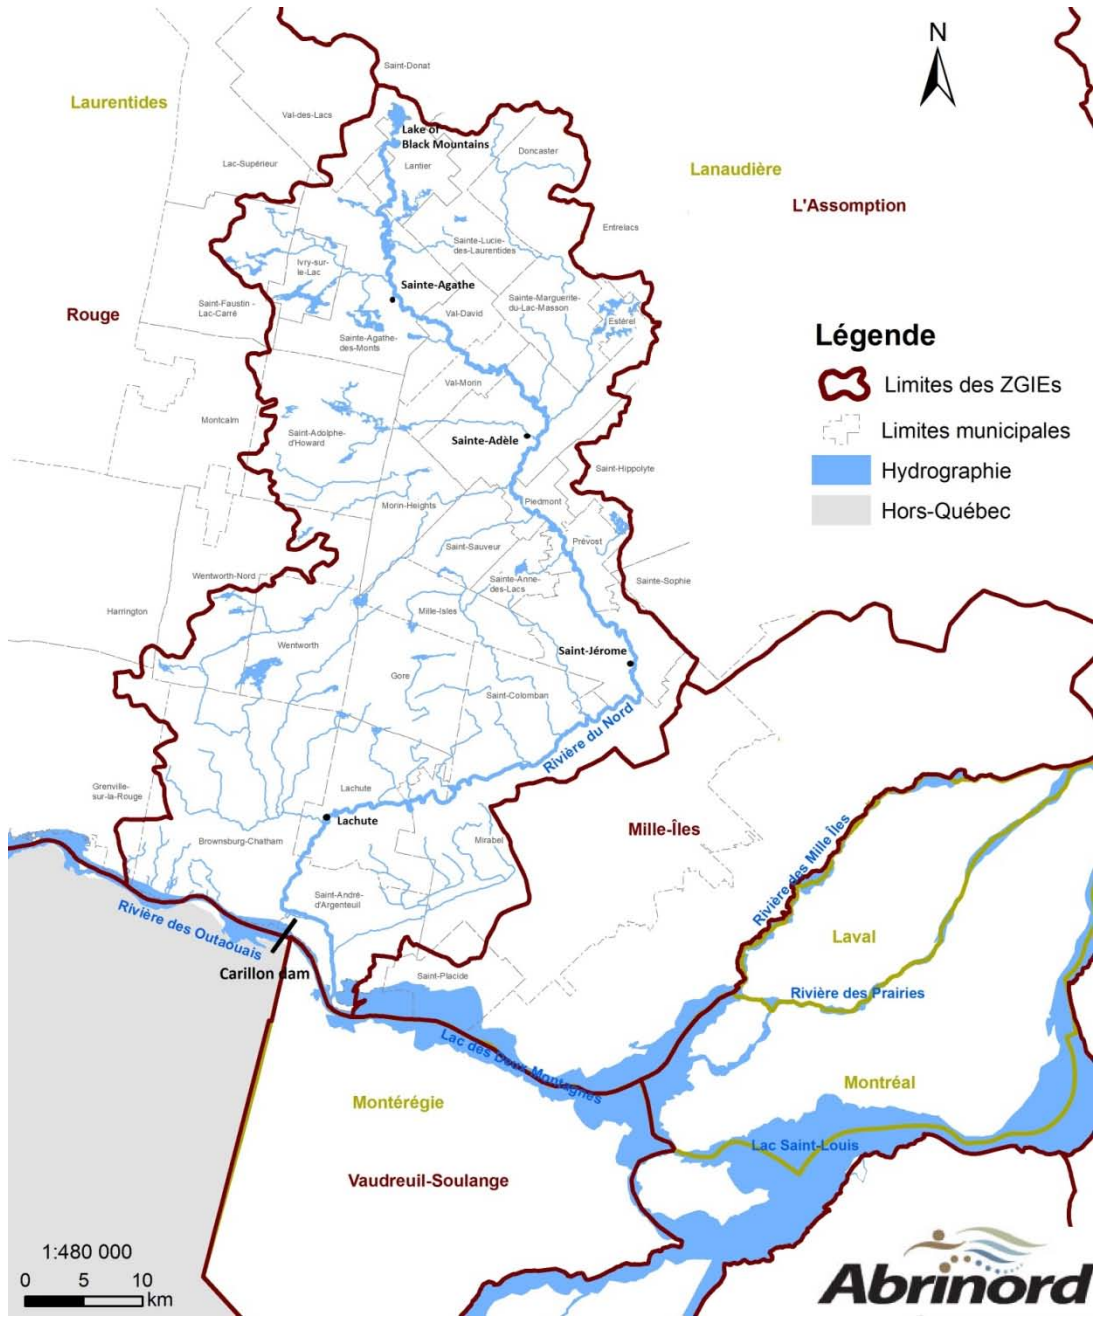 N
Saint-Donat
Laurentides
Val-des-Lacs
Lake of
Black Mountains
Lantier
Doncaster
Lac-Supérieur
Lanaudière
L'Assomption
Entrelacs
Sainte-Lucie-
des-Laurentides
Ivry-sur-
le-Lac
Sainte-Agathe
Saint-Faustin -
Lac-Carré
Rouge
Val-David
Sainte-Marguerite-
du-Lac-Masson
Estérel
Sainte-Agathe-
des-Monts
Val-Morin
Légende
Limites des ZGIEs
Limites municipales
Hydrographie
Hors-Québec
Montcalm
Saint-Adolphe-
d'Howard
Sainte-Adèle
Saint-Hippolyte
Morin-Heights
Piedmont
Prévost
Saint-Sauveur
Sainte-Anne-
des-Lacs
Sainte-Sophie
Wentworth-Nord
Harrington
Mille-Isles
Wentworth
Saint-Jérome
Gore
Saint-Colomban
Rivière du Nord
Grenville-
sur-la-Rouge
Lachute
Lachute
Brownsburg-Chatham
Mirabel
Mille-Îles
Rivière des Mille Îles
Saint-André-
d'Argenteuil
Rivière des Outaouais
Carillon dam
Saint-Placide
Laval
Rivière des Prairies
Lac des Deux Montagnes
Montréal
Montérégie
Lac Saint-Louis
Vaudreuil-Soulange
1:480 000
0 5 10
km
Abrinord